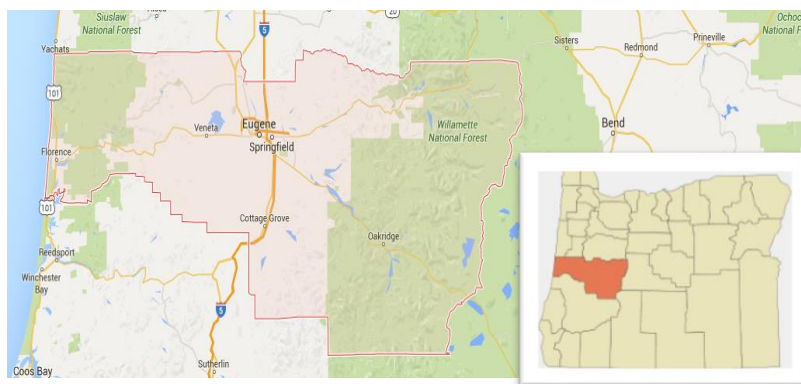 Siuslaw
National Forest
20
Ochoco
National
Yachats
5
Sisters
Redmond
Prineville
101
Eugene
Veneta
Springfield
Willamette
National Forest
Bend
Florence
101
Cottage Grove
Oakridge
Reedsport
Winchester
Bay
5
Sutherlin
Coos Bay